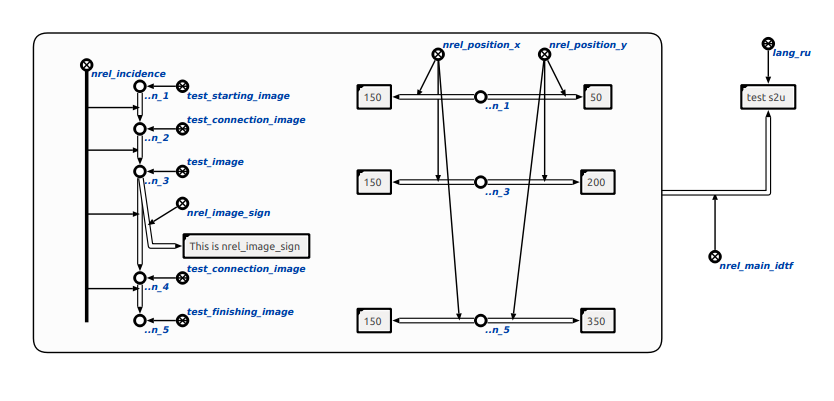 nrel_position_x
nrel_position_y
lang_ru
nrel_incidence
..n_1
test_starting_image
150
50
..n_1
test s2u
test_connection_image
..n_2
test_image
..n_3
150
200
..n_3
nrel_image_sign
This is nrel_image_sign
nrel_main_idtf
test_connection_image
..n_4
test_finishing_image
..n_5
150
350
..n_5